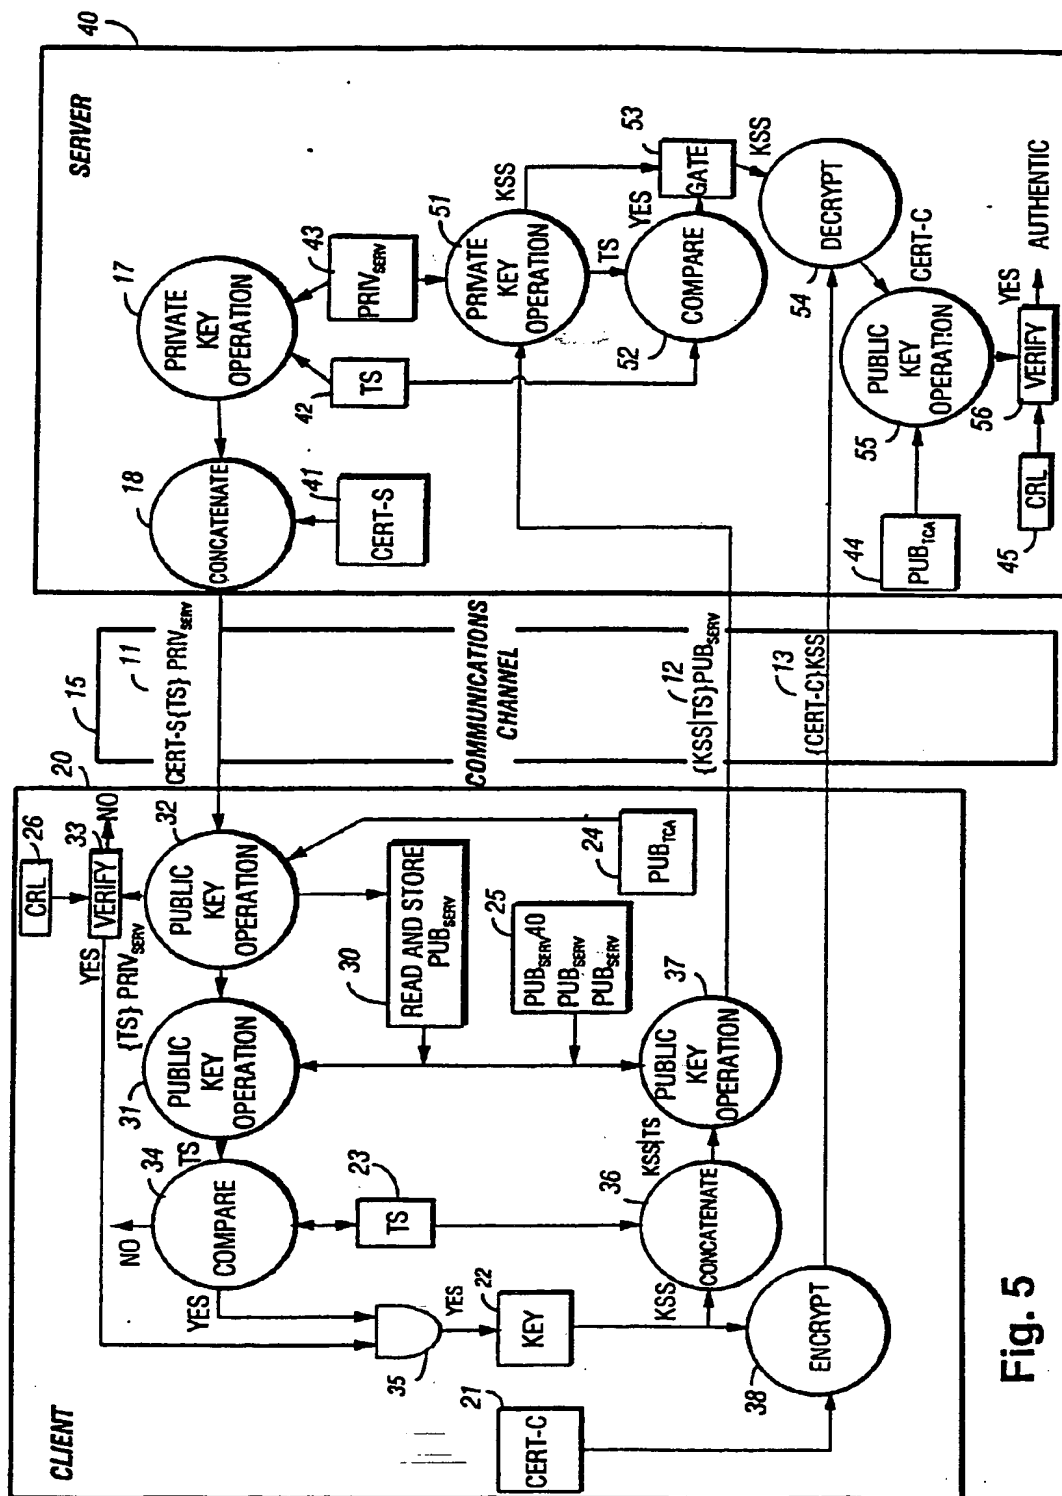 CLIENT
20
CRL
26
VERIFY
33
NO
YES
{TS} PRIV_SERV
PUBLIC
KEY
OPERATION
32
PUBLIC
KEY
OPERATION
31
TS
COMPARE
34
NO
YES
READ AND STORE
PUB_SERV
30
PUB_SERV40
PUB_SERV
PUB_SERV
25
PUB_TCA
24
TS
23
35
YES
KEY
22
KSS
CONCATENATE
36
KSS|TS
PUBLIC
KEY
OPERATION
37
CERT-C
21
ENCRYPT
38
15
11
CERT-S{TS} PRIV_SERV
COMMUNICATIONS
CHANNEL
12
{KSS|TS}PUB_SERV
13
{CERT-C}KSS
SERVER
40
PRIVATE
KEY
OPERATION
17
CONCATENATE
18
CERT-S
41
TS
42
PRIV_SERV
43
PRIVATE
KEY
OPERATION
51
KSS
TS
COMPARE
52
YES
GATE
53
KSS
DECRYPT
54
CERT-C
PUBLIC
KEY
OPERATION
55
PUB_TCA
44
CRL
45
VERIFY
56
YES
AUTHENTIC
Fig. 5